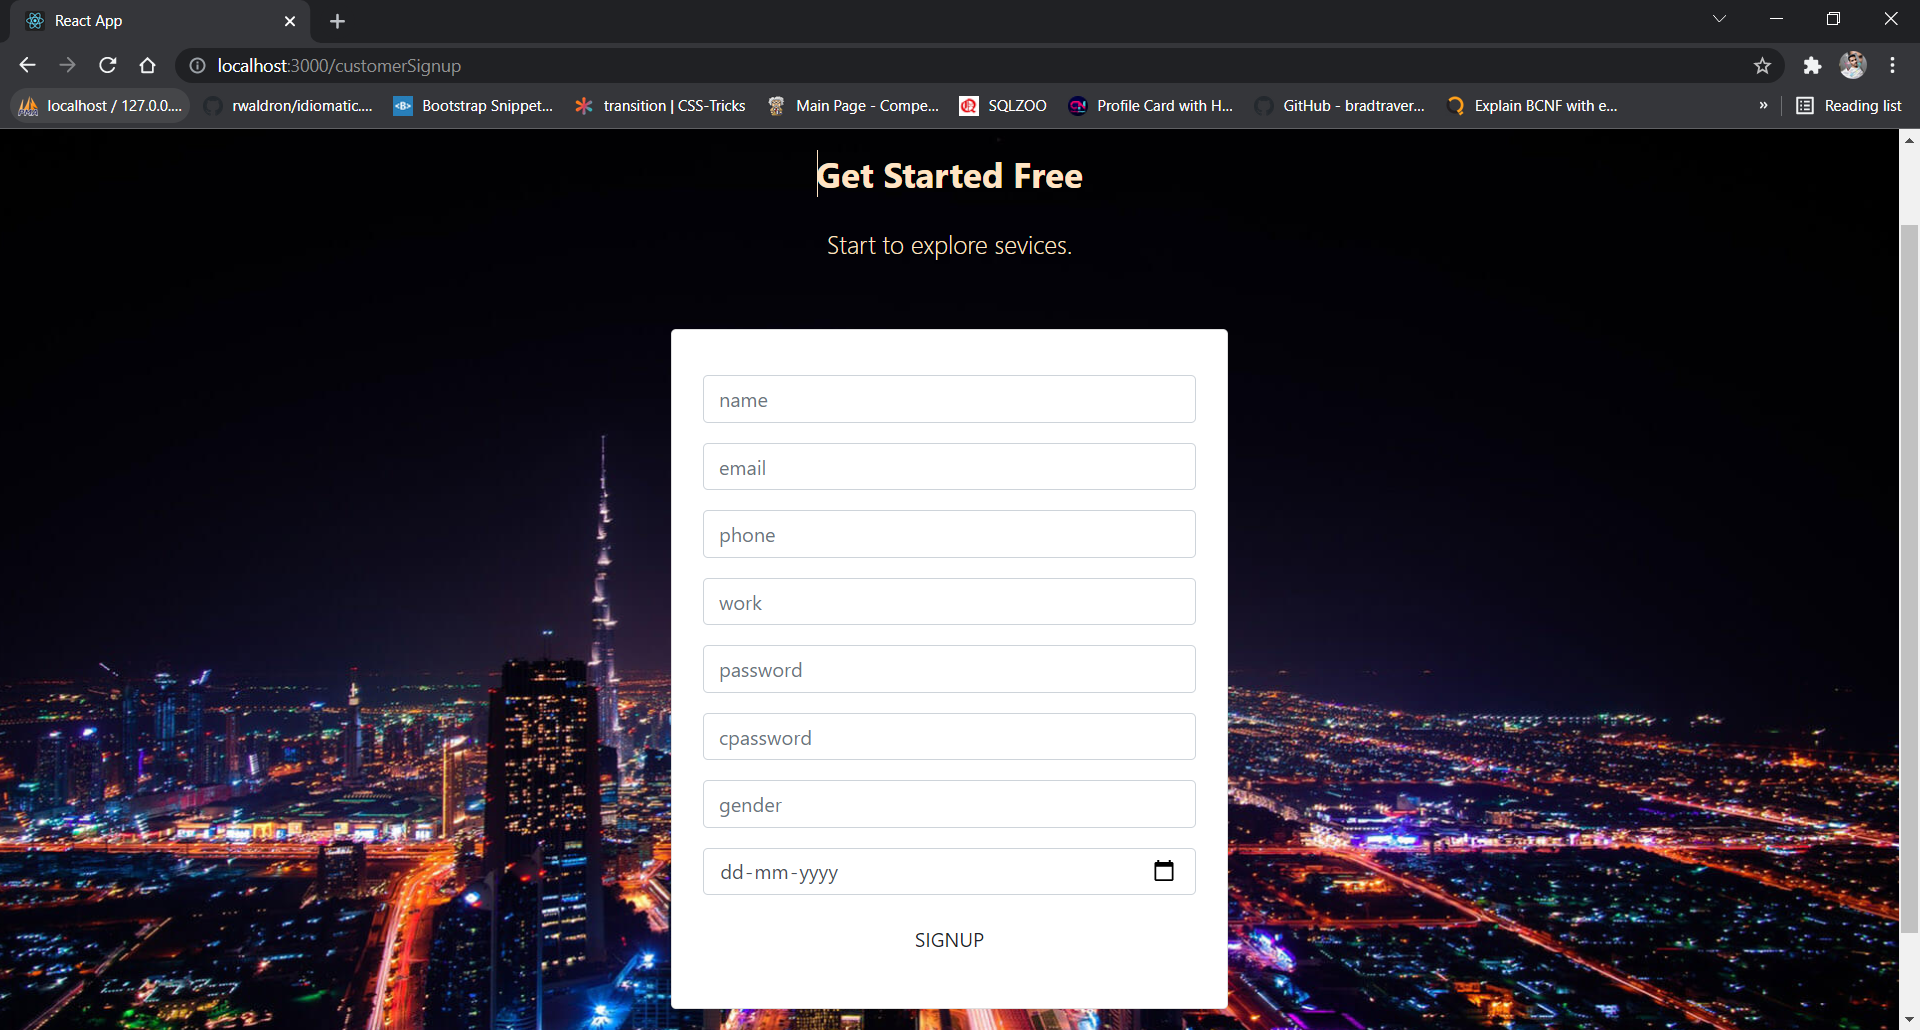 React App
localhost:3000/customerSignup
localhost / 127.0.0.... rwaldron/idiomatic.... Bootstrap Snippet... transition | CSS-Tricks Main Page - Compe... SQLZOO Profile Card with H... GitHub - bradtraver... Explain BCNF with e... » Reading list
Get Started Free
Start to explore sevices.
name
email
phone
work
password
cpassword
gender
dd-mm-yyyy
SIGNUP